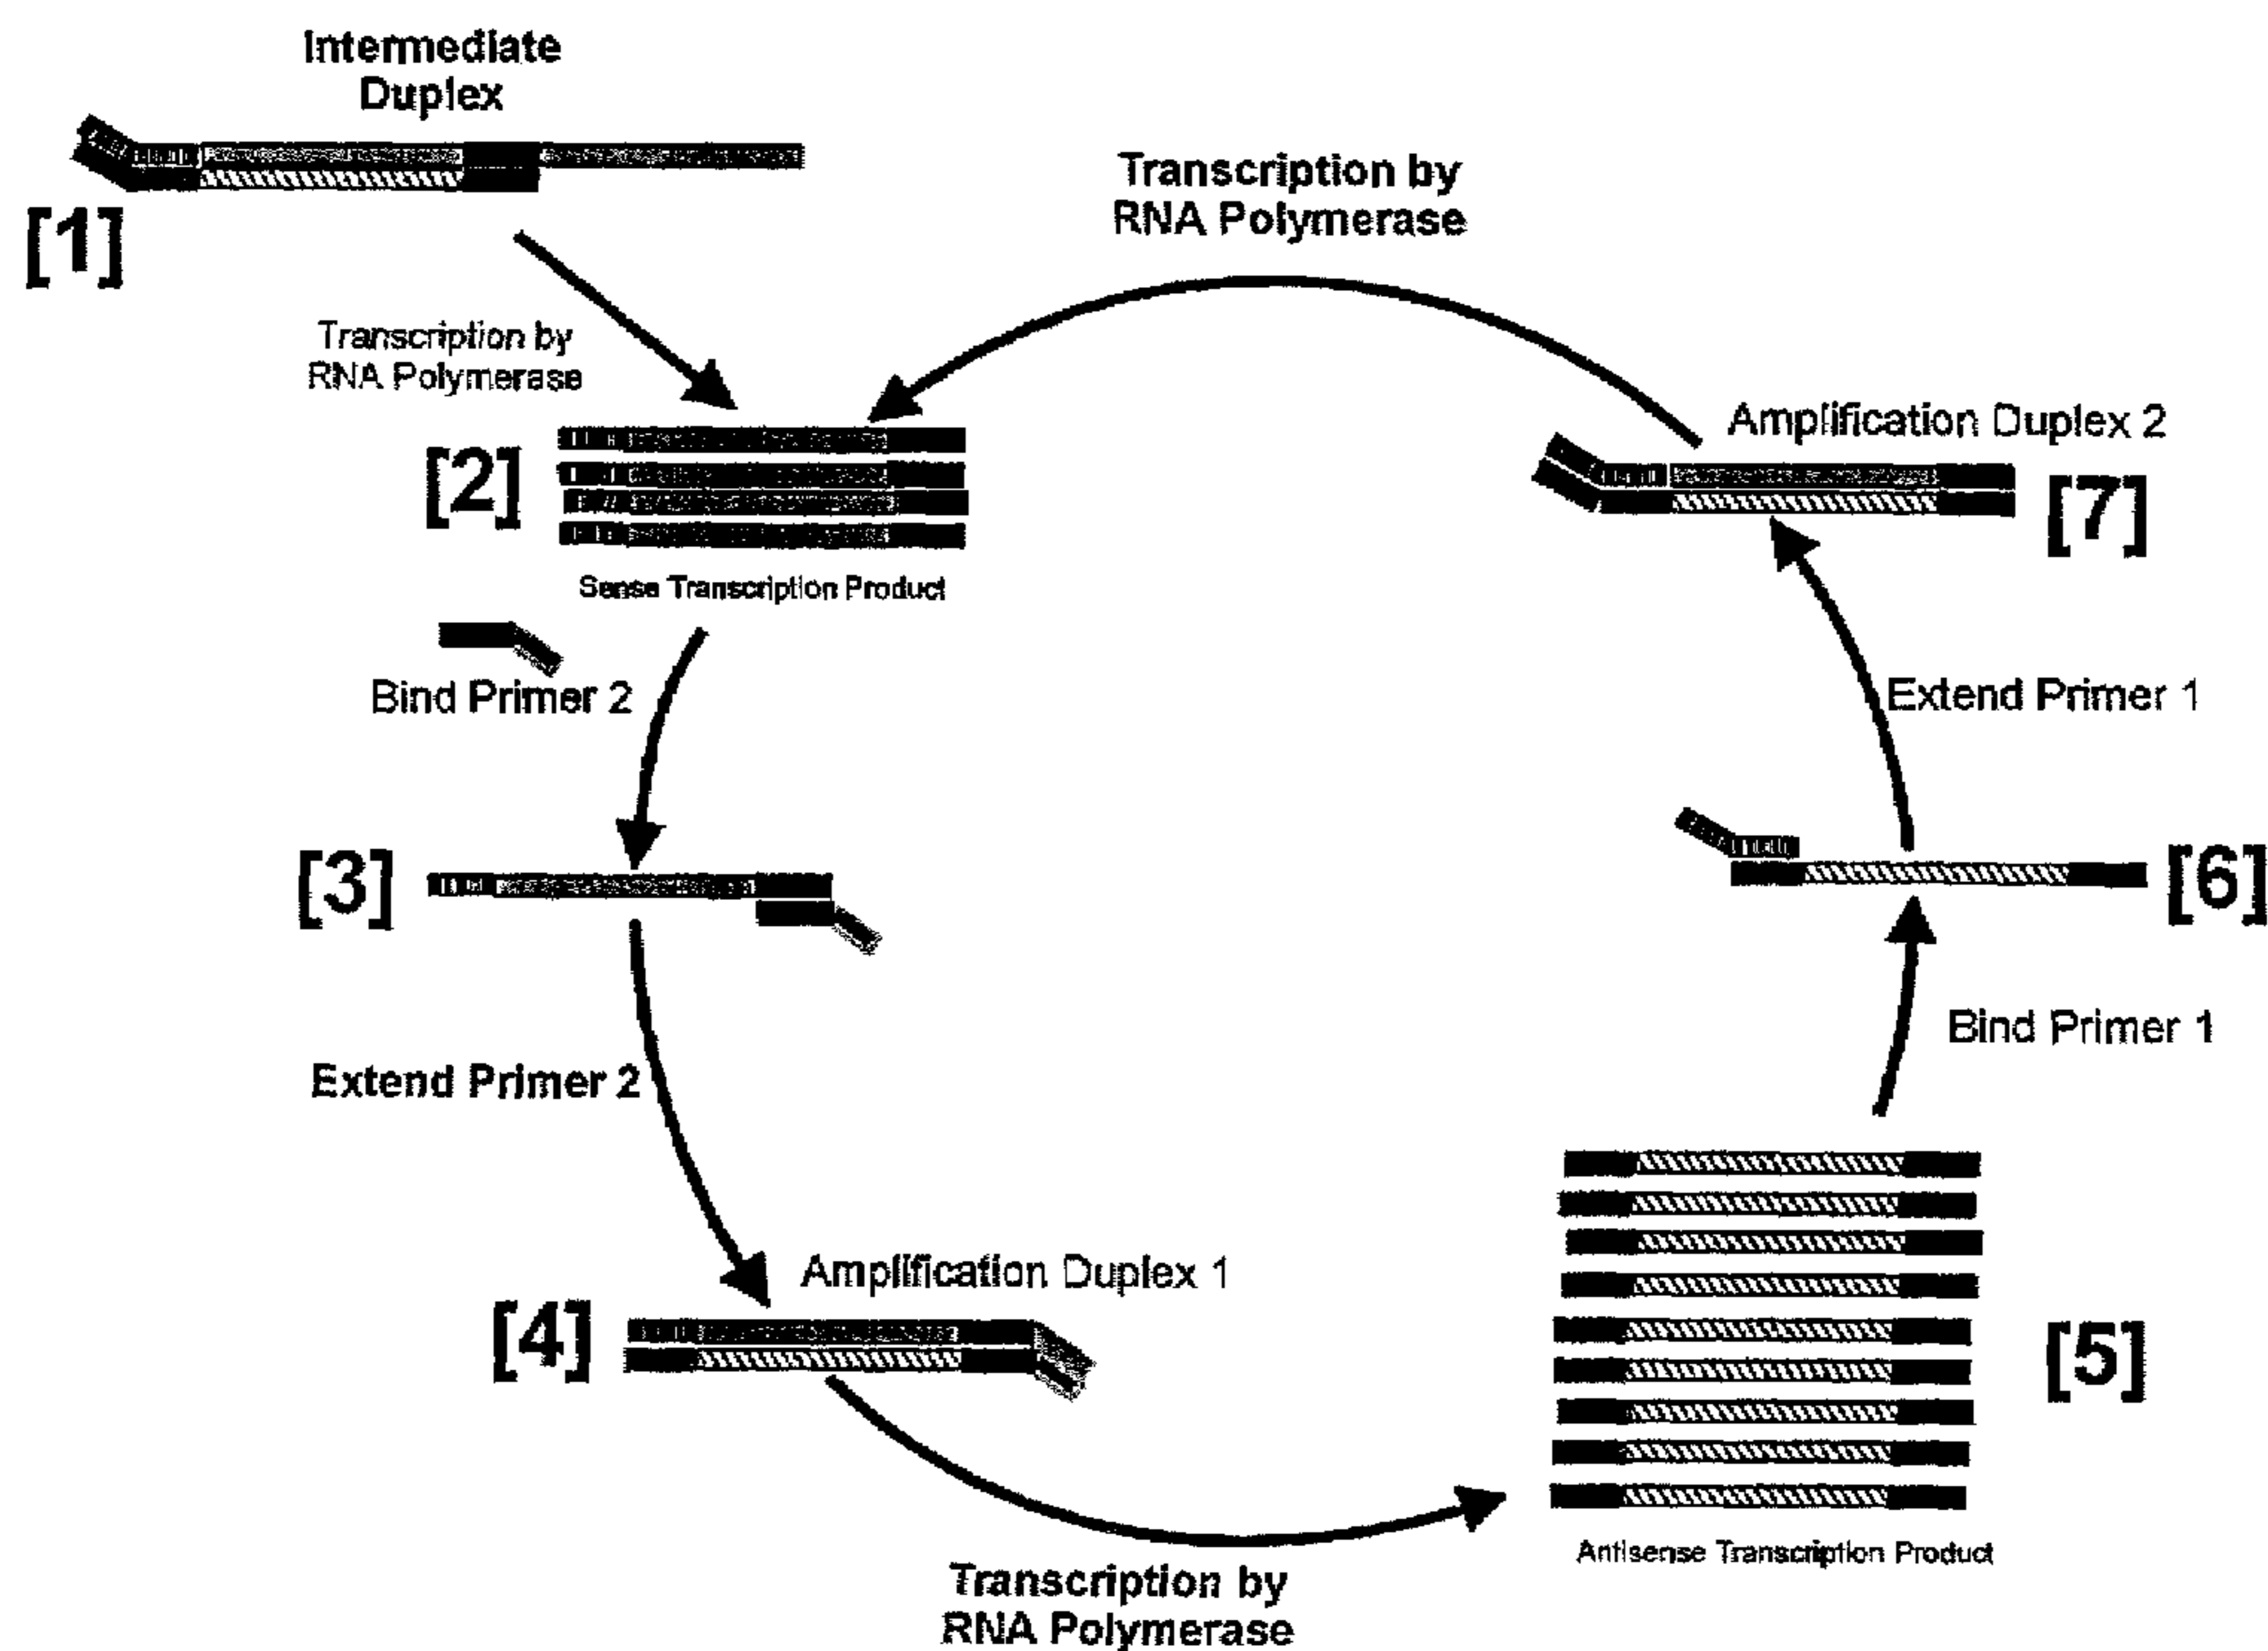 Intermediate
Duplex
[1]
Transcription by
RNA Polymerase
Transcription by
RNA Polymerase
[2]
Sense Transcription Product
Amplification Duplex 2
[7]
Bind Primer 2
Extend Primer 1
[3]
[6]
Extend Primer 2
Bind Primer 1
Amplification Duplex 1
[4]
[5]
Antisense Transcription Product
Transcription by
RNA Polymerase